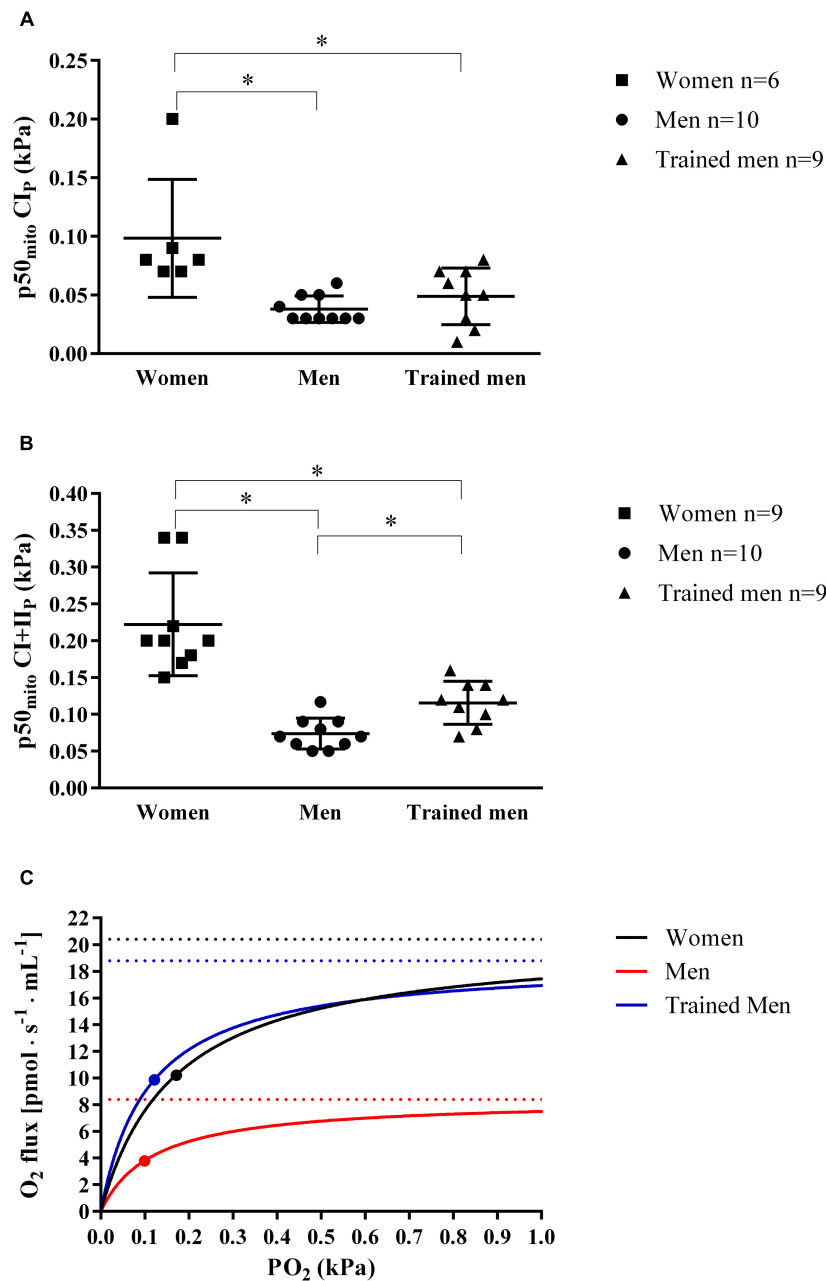 A
* *
0.25
0.20
0.15
0.10
0.05
0.00
p50mito CIP (kPa)
Women Men Trained men
Women n=6
Men n=10
Trained men n=9
B
* * *
0.40
0.35
0.30
0.25
0.20
0.15
0.10
0.05
0.00
p50mito CI+IIP (kPa)
Women Men Trained men
Women n=9
Men n=10
Trained men n=9
C
22
20
18
16
14
12
10
8
6
4
2
0
O2 flux [pmol · s-1 · mL-1]
0.0 0.1 0.2 0.3 0.4 0.5 0.6 0.7 0.8 0.9 1.0
PO2 (kPa)
Women
Men
Trained Men